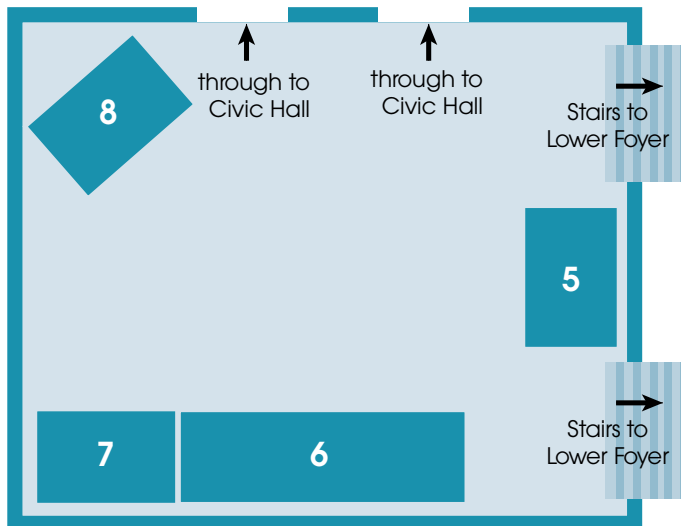 8
through to
Civic Hall
through to
Civic Hall
Stairs to
Lower Foyer
5
7
6
Stairs to
Lower Foyer